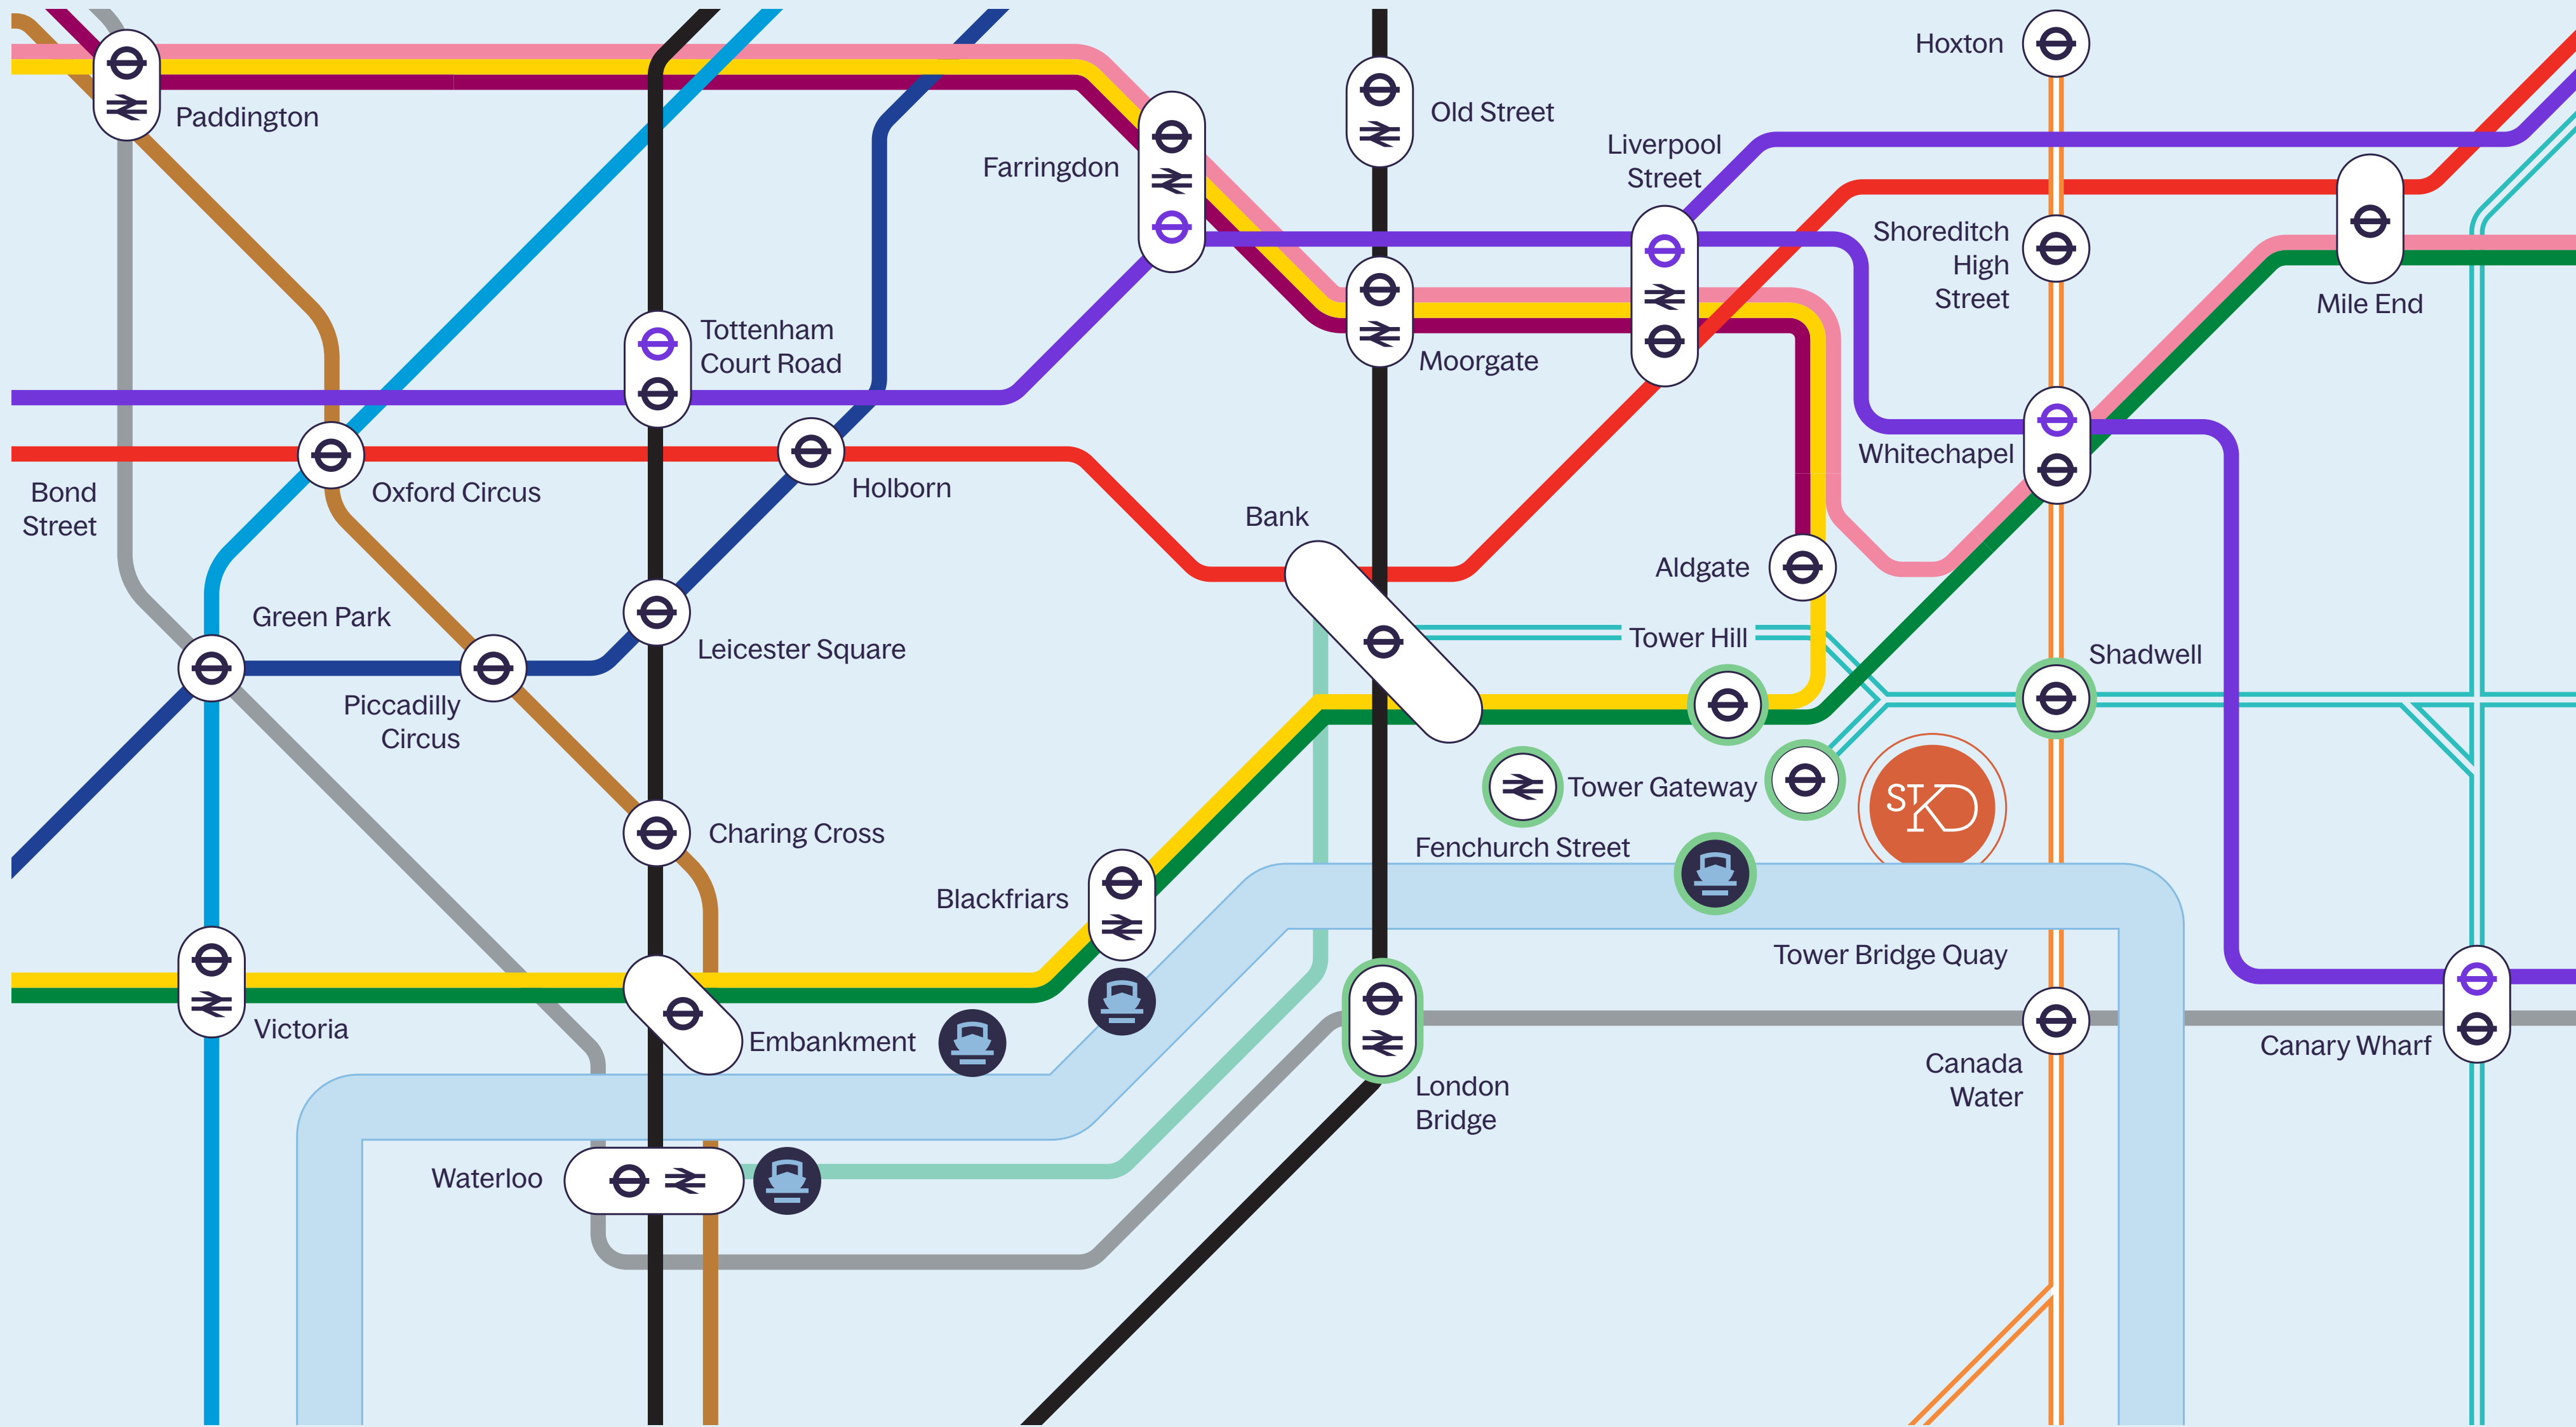 Hoxton
Paddington
Old Street
Farringdon
Liverpool
Street
Shoreditch
High
Street
Mile End
Tottenham
Court Road
Moorgate
Whitechapel
Bond
Street
Oxford Circus
Holborn
Bank
Aldgate
Green Park
Leicester Square
Tower Hill
Shadwell
Piccadilly
Circus
Tower Gateway
STKD
Charing Cross
Fenchurch Street
Blackfriars
Tower Bridge Quay
Victoria
Embankment
Canary Wharf
Canada
Water
London
Bridge
Waterloo